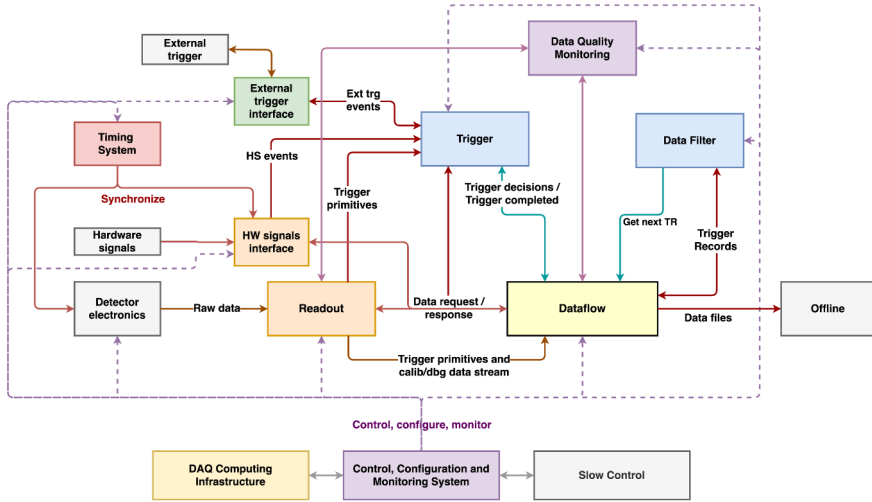 External
trigger
Data Quality
Monitoring
External
trigger
interface
Ext trg
events
Trigger
Data Filter
Timing
System
HS events
Trigger
primitives
Synchronize
Trigger decisions /
Trigger completed
Get next TR
Trigger
Records
Hardware
signals
HW signals
interface
Detector
electronics
Raw data
Readout
Data request /
response
Dataflow
Data files
Offline
Trigger primitives and
calib/dbg data stream
Control, configure, monitor
DAQ Computing
Infrastructure
Control, Configuration and
Monitoring System
Slow Control